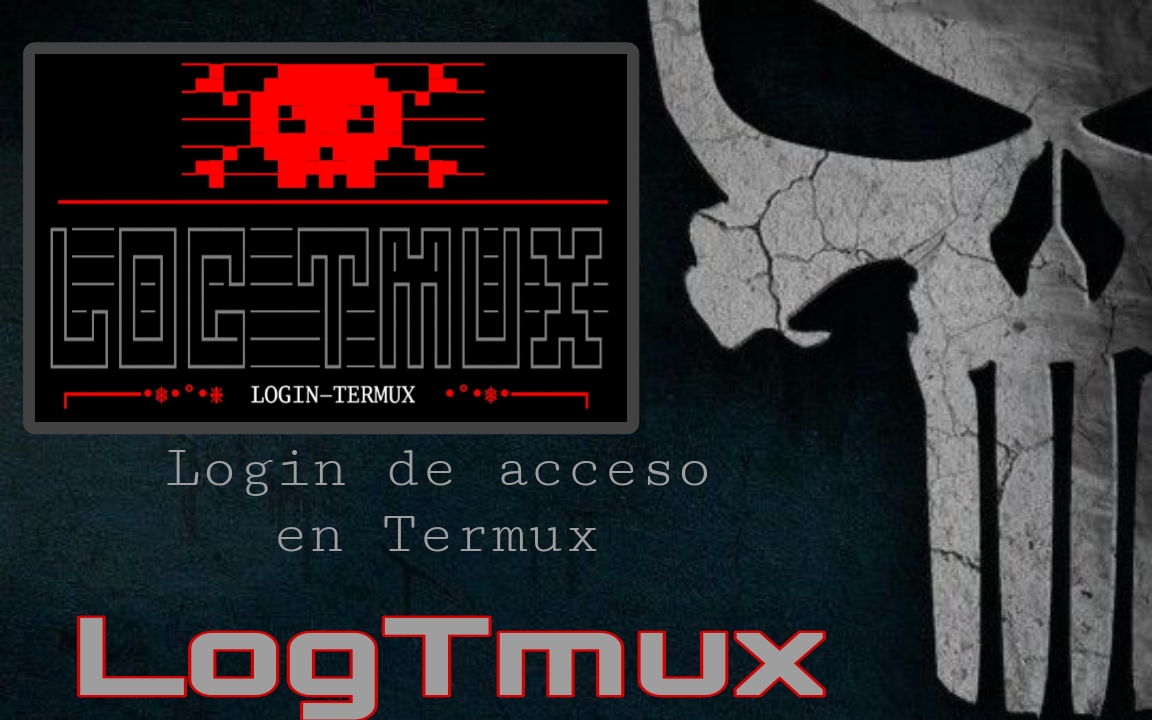 LOGTMUX
LOGIN-TERMUX
Login de acceso
en Termux
LogTmux